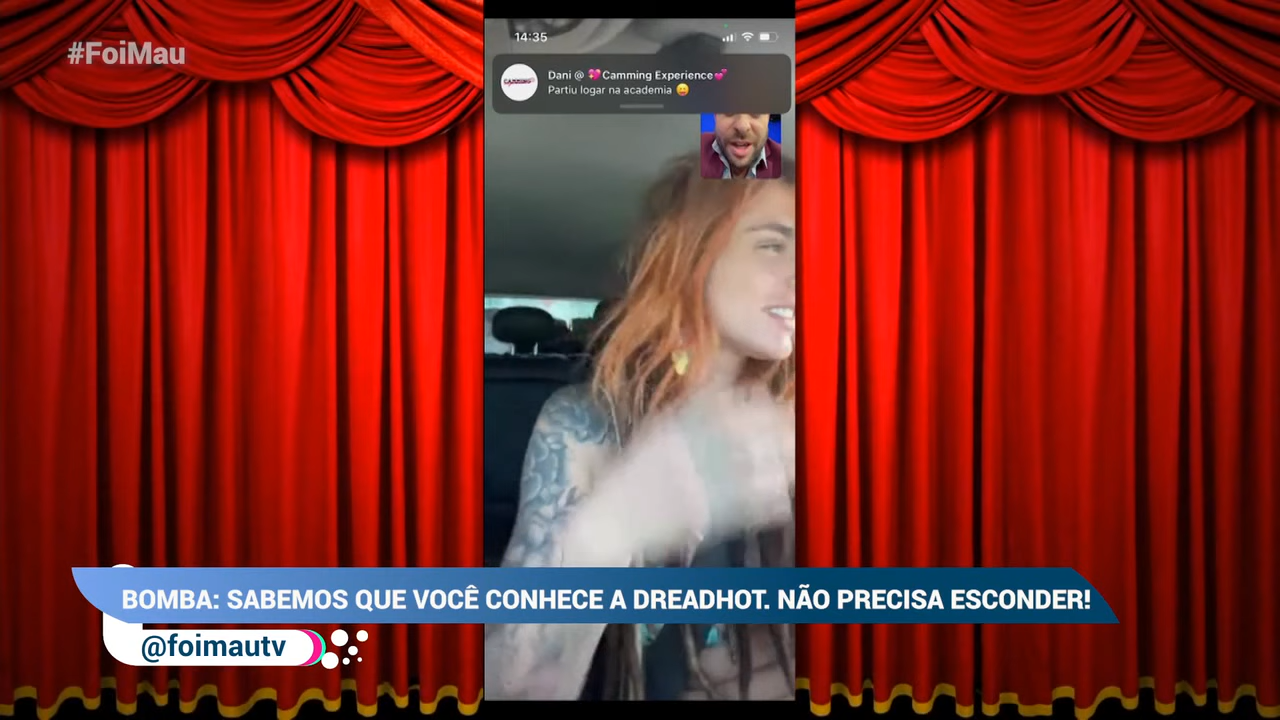 #FoiMau
14:35
Dani @ 💖Camming Experience💕
Partiu logar na academia 😄
CAMMING
BOMBA: SABEMOS QUE VOCÊ CONHECE A DREADHOT. NÃO PRECISA ESCONDER!
@foimautv